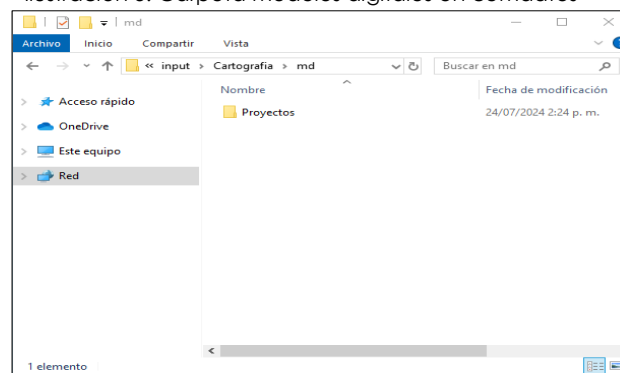 md
Archivo Inicio Compartir Vista
input > Cartografia > md
Buscar en md
Nombre
Fecha de modificación
Acceso rápido
Proyectos
24/07/2024 2:24 p. m.
OneDrive
Este equipo
Red
1 elemento